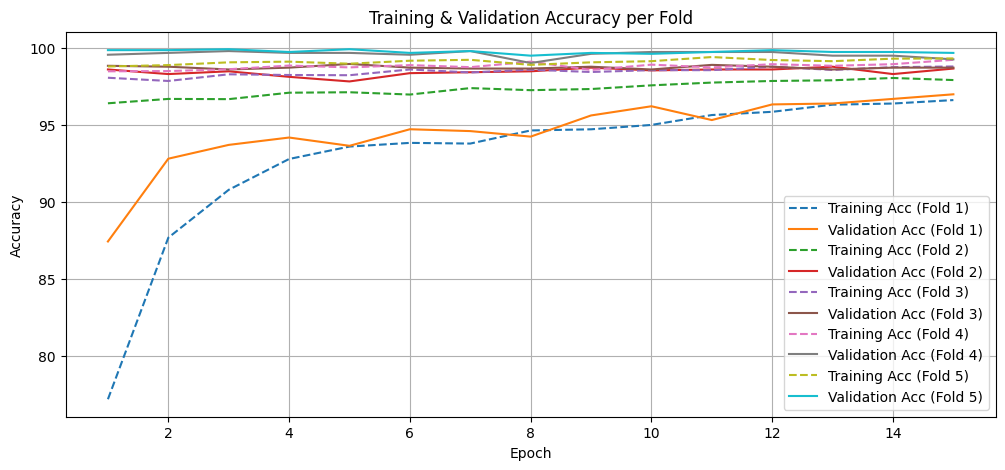 Training & Validation Accuracy per Fold
100
95
90
85
80
Accuracy
2
4
6
8
10
12
14
Epoch
Training Acc (Fold 1)
Validation Acc (Fold 1)
Training Acc (Fold 2)
Validation Acc (Fold 2)
Training Acc (Fold 3)
Validation Acc (Fold 3)
Training Acc (Fold 4)
Validation Acc (Fold 4)
Training Acc (Fold 5)
Validation Acc (Fold 5)